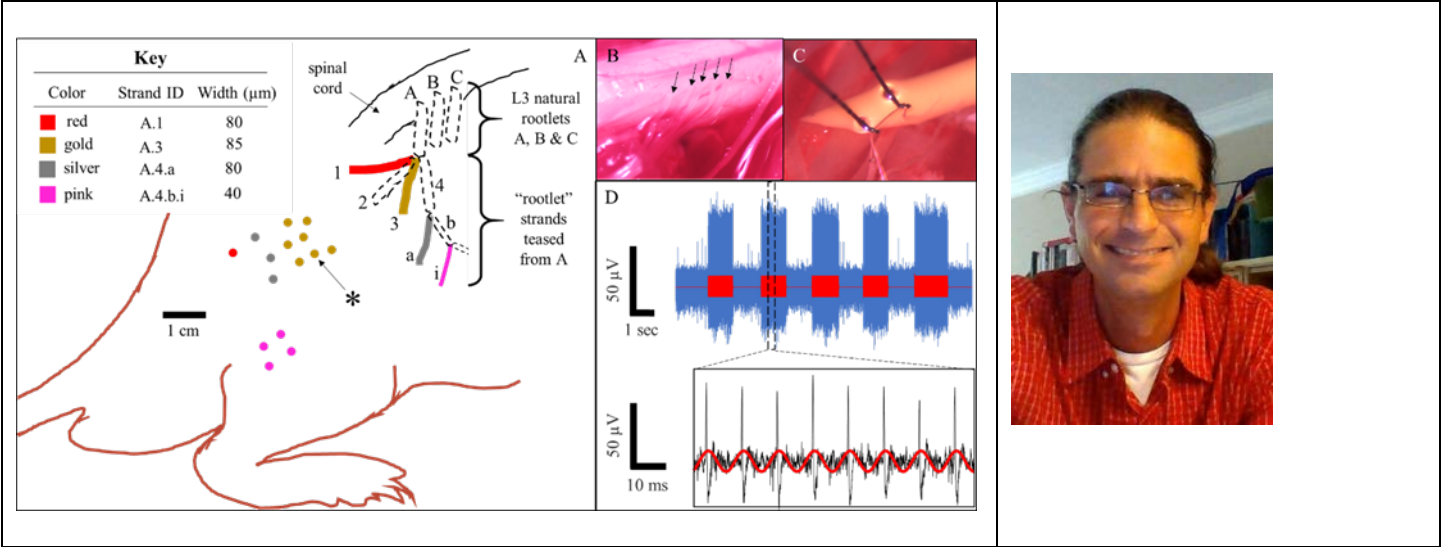 Key
Color Strand ID Width (μm)
red A.1 80
gold A.3 85
silver A.4.a 80
pink A.4.b.i 40
A
spinal
cord
A B C
L3 natural
rootlets
A, B & C
1
2
3
4
a
b
i
"rootlet"
strands
teased
from A
*
1 cm
B
C
D
50 μV
1 sec
50 μV
10 ms